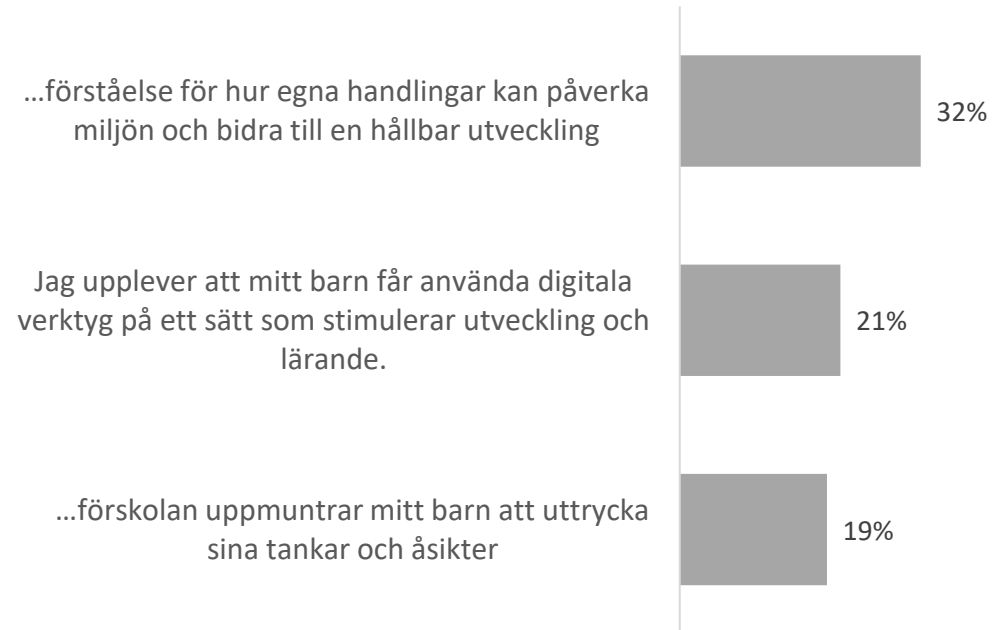 …förståelse för hur egna handlingar kan påverka
miljön och bidra till en hållbar utveckling
32%
Jag upplever att mitt barn får använda digitala
verktyg på ett sätt som stimulerar utveckling och
lärande.
21%
…förskolan uppmuntrar mitt barn att uttrycka
sina tankar och åsikter
19%